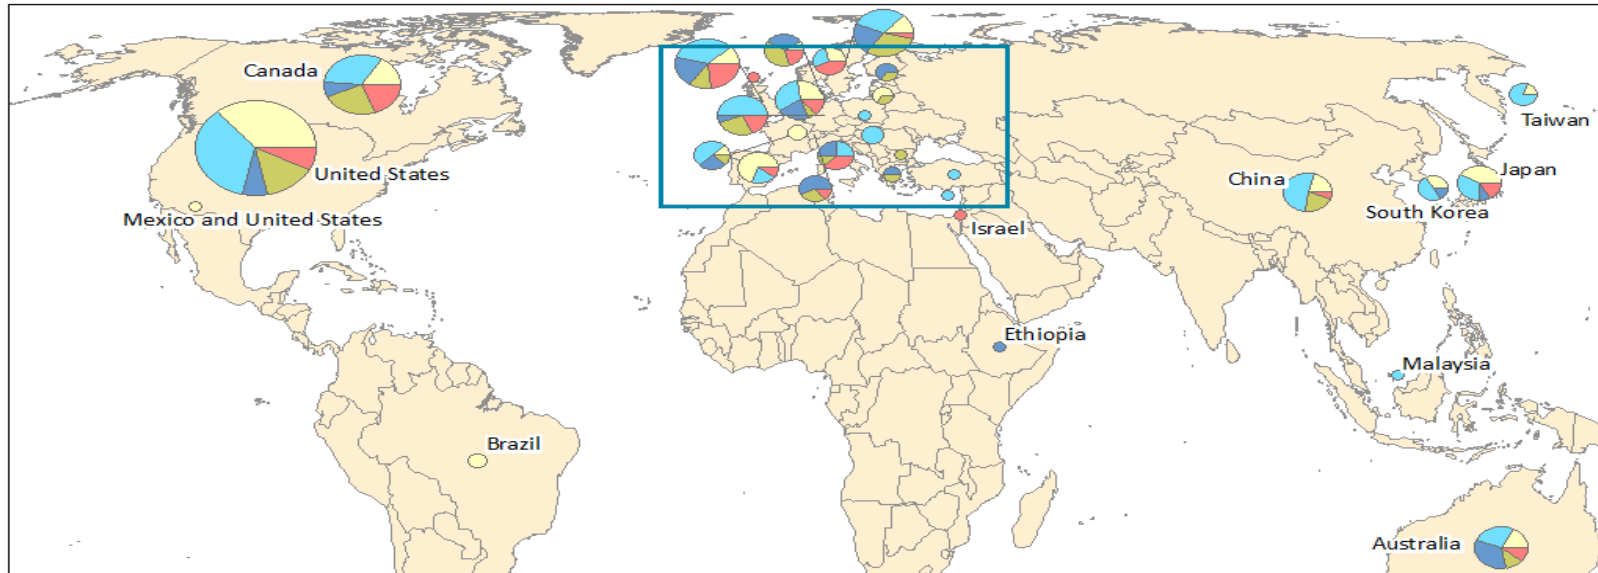 Canada
Taiwan
United States
China
Japan
Mexico and United States
South Korea
Israel
Ethiopia
Malaysia
Brazil
Australia